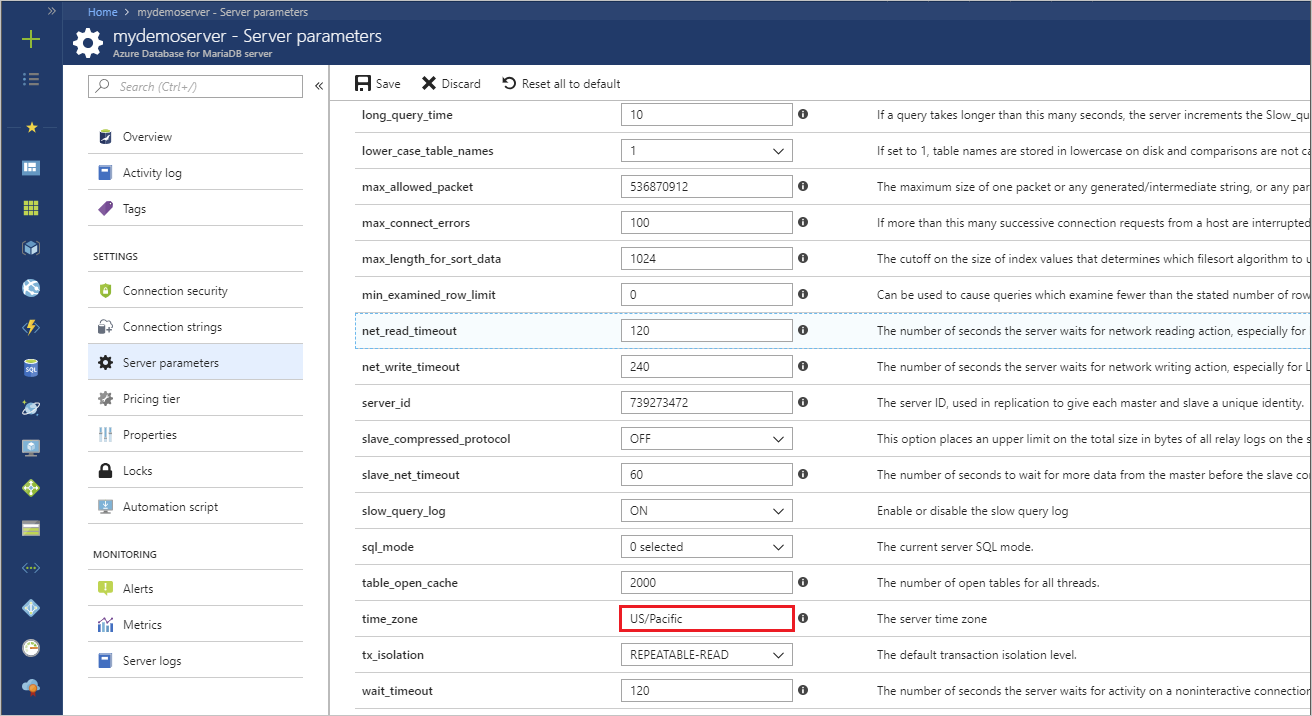 Home > mydemoserver - Server parameters
mydemoserver - Server parameters
Azure Database for MariaDB server
Search (Ctrl+/)
Overview
Activity log
Tags
SETTINGS
Connection security
Connection strings
Server parameters
Pricing tier
Properties
Locks
Automation script
MONITORING
Alerts
Metrics
Server logs
Save Discard Reset all to default
long_query_time 10 If a query takes longer than this many seconds, the server increments the Slow_qu
lower_case_table_names 1 If set to 1, table names are stored in lowercase on disk and comparisons are not ca
max_allowed_packet 536870912 The maximum size of one packet or any generated/intermediate string, or any par
max_connect_errors 100 If more than this many successive connection requests from a host are interrupted
max_length_for_sort_data 1024 The cutoff on the size of index values that determines which filesort algorithm to u
min_examined_row_limit 0 Can be used to cause queries which examine fewer than the stated number of row
net_read_timeout 120 The number of seconds the server waits for network reading action, especially for
net_write_timeout 240 The number of seconds the server waits for network writing action, especially for L
server_id 739273472 The server ID, used in replication to give each master and slave a unique identity.
slave_compressed_protocol OFF This option places an upper limit on the total size in bytes of all relay logs on the s
slave_net_timeout 60 The number of seconds to wait for more data from the master before the slave co
slow_query_log ON Enable or disable the slow query log
sql_mode 0 selected The current server SQL mode.
table_open_cache 2000 The number of open tables for all threads.
time_zone US/Pacific The server time zone
tx_isolation REPEATABLE-READ The default transaction isolation level.
wait_timeout 120 The number of seconds the server waits for activity on a noninteractive connection
SQL